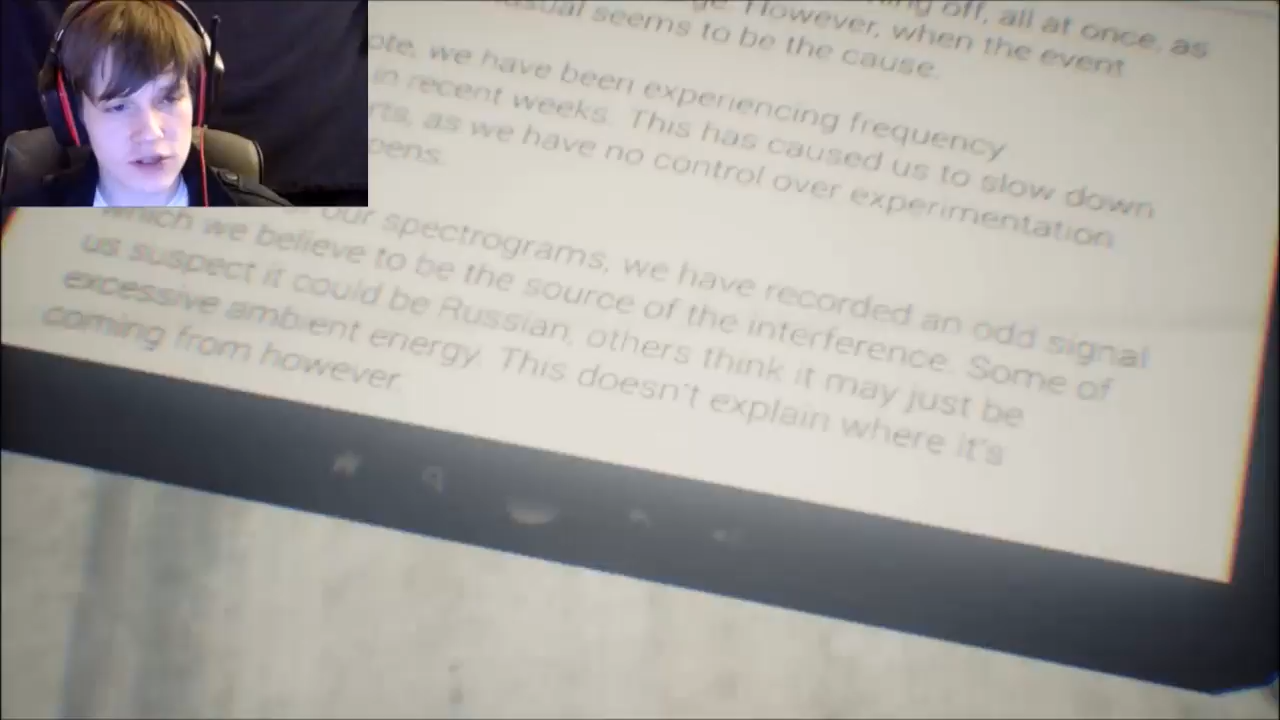 off, all at once, as
However, when the event
seems to be the cause.
we have been experiencing frequency
in recent weeks. This has caused us to slow down
as we have no control over experimentation
our spectrograms, we have recorded an odd signal
which we believe to be the source of the interference. Some of
us suspect it could be Russian, others think it may just be
excessive ambient energy. This doesn't explain where it's
coming from however.